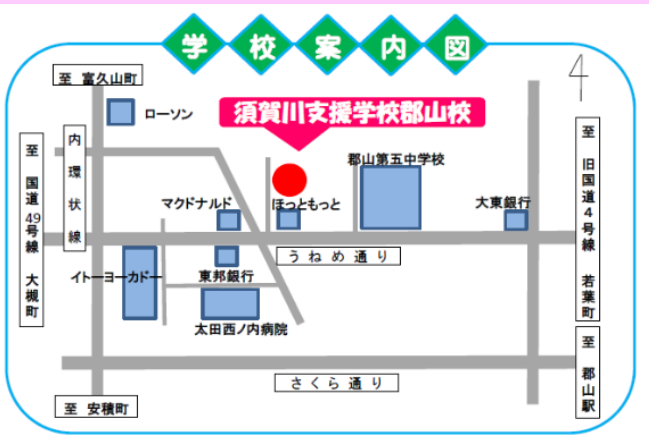 学校案内図
至 富久山町
ローソン
須賀川支援学校郡山校
至 国道49号線 大槻町
内環状線
郡山第五中学校
至 旧国道4号線 若葉町
マクドナルド
ほっともっと
大東銀行
うねめ通り
イトーヨーカドー
東邦銀行
太田西ノ内病院
至 郡山駅
さくら通り
至 安積町
4